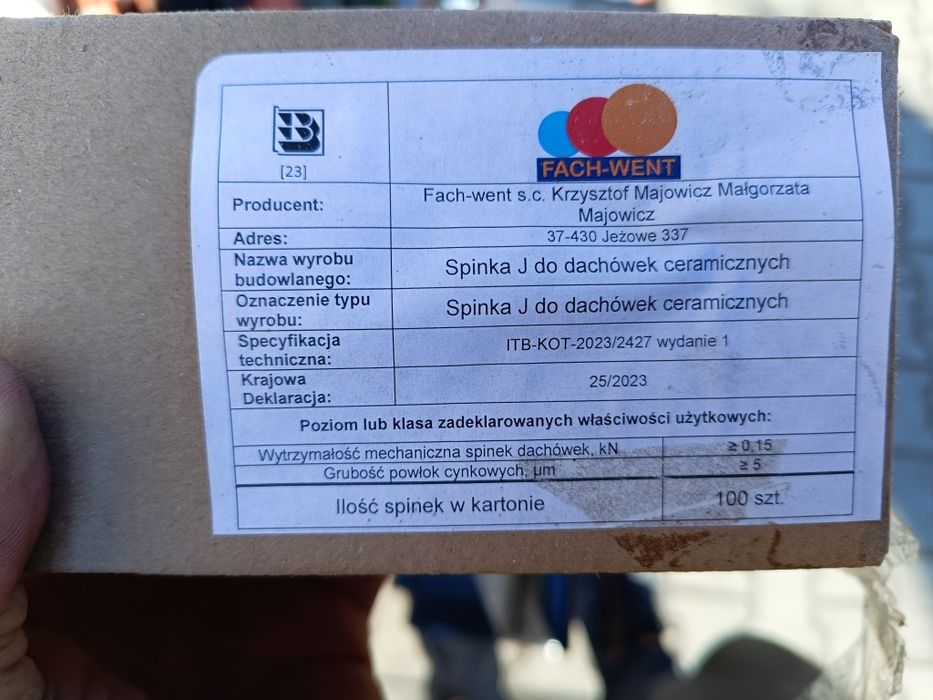 B
[23]
FACH-WENT
Producent:
Fach-went s.c. Krzysztof Majowicz Małgorzata
Majowicz
Adres:
37-430 Jeżowe 337
Nazwa wyrobu
budowlanego:
Spinka J do dachówek ceramicznych
Oznaczenie typu
wyrobu:
Spinka J do dachówek ceramicznych
Specyfikacja
techniczna:
ITB-KOT-2023/2427 wydanie 1
Krajowa
Deklaracja:
25/2023
Poziom lub klasa zadeklarowanych właściwości użytkowych:
Wytrzymałość mechaniczna spinek dachówek, kN
≥ 0,15
Grubość powłok cynkowych, µm
≥ 5
Ilość spinek w kartonie
100 szt.